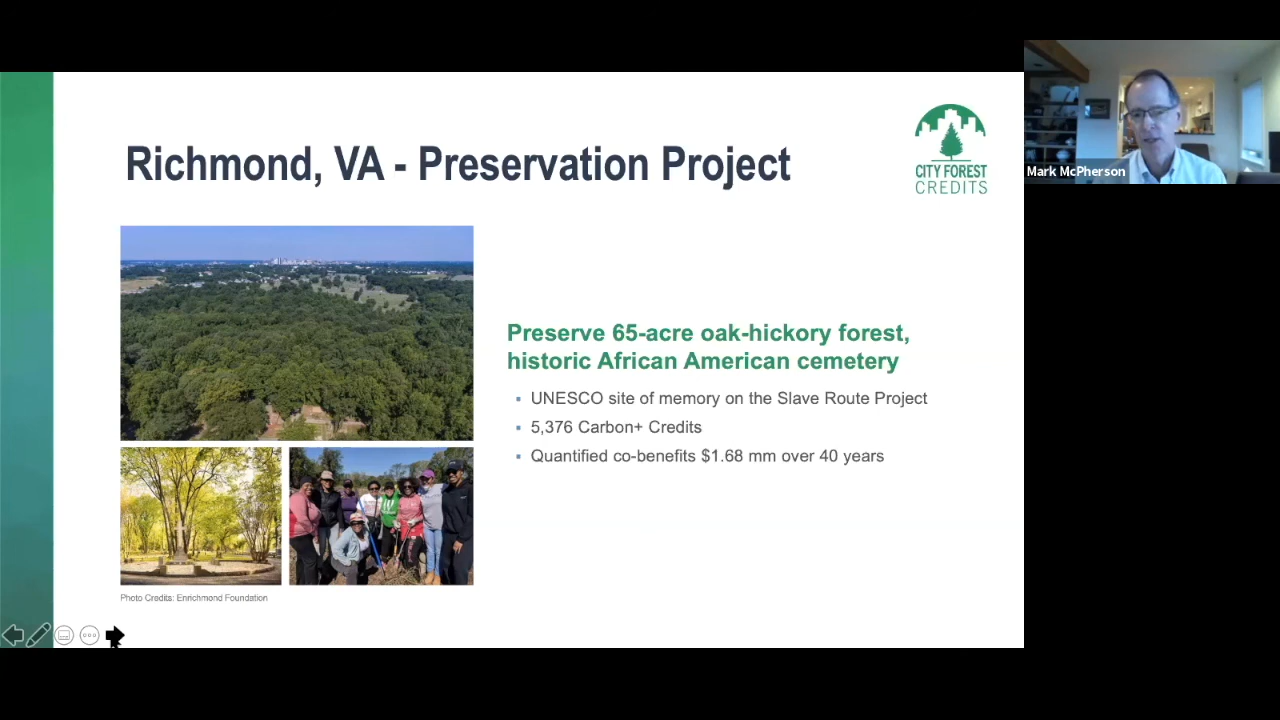 Richmond, VA - Preservation Project
CITY FOREST
CREDITS
Mark McPherson
Preserve 65-acre oak-hickory forest,
historic African American cemetery
▪ UNESCO site of memory on the Slave Route Project
▪ 5,376 Carbon+ Credits
▪ Quantified co-benefits $1.68 mm over 40 years
Photo Credits: Enrichmond Foundation